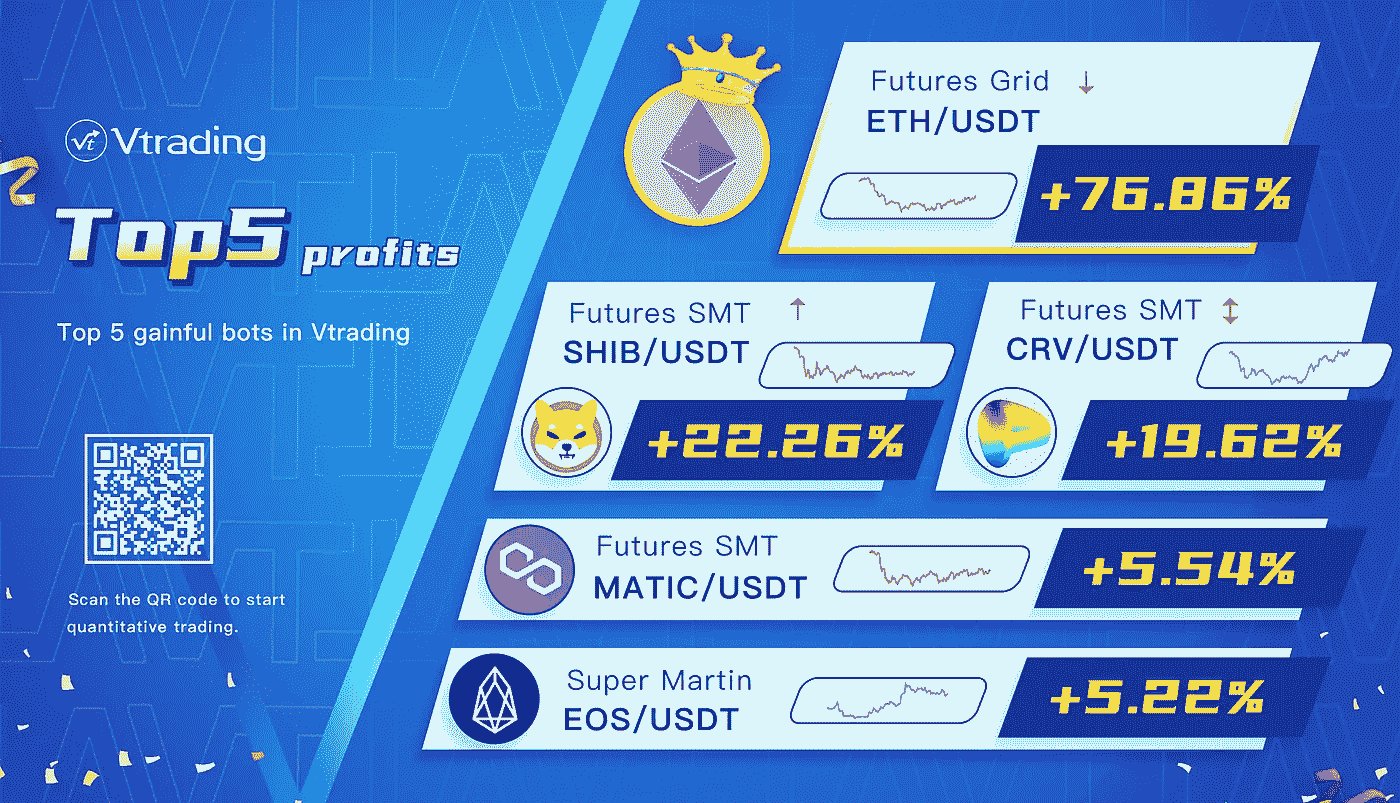 Vt Vtrading
Top5 profits
Top 5 gainful bots in Vtrading
Scan the QR code to start
quantitative trading.
Futures Grid ↓
ETH/USDT
+76.86%
Futures SMT ↑
SHIB/USDT
+22.26%
Futures SMT ↕
CRV/USDT
+19.62%
Futures SMT
MATIC/USDT
+5.54%
Super Martin
EOS/USDT
+5.22%